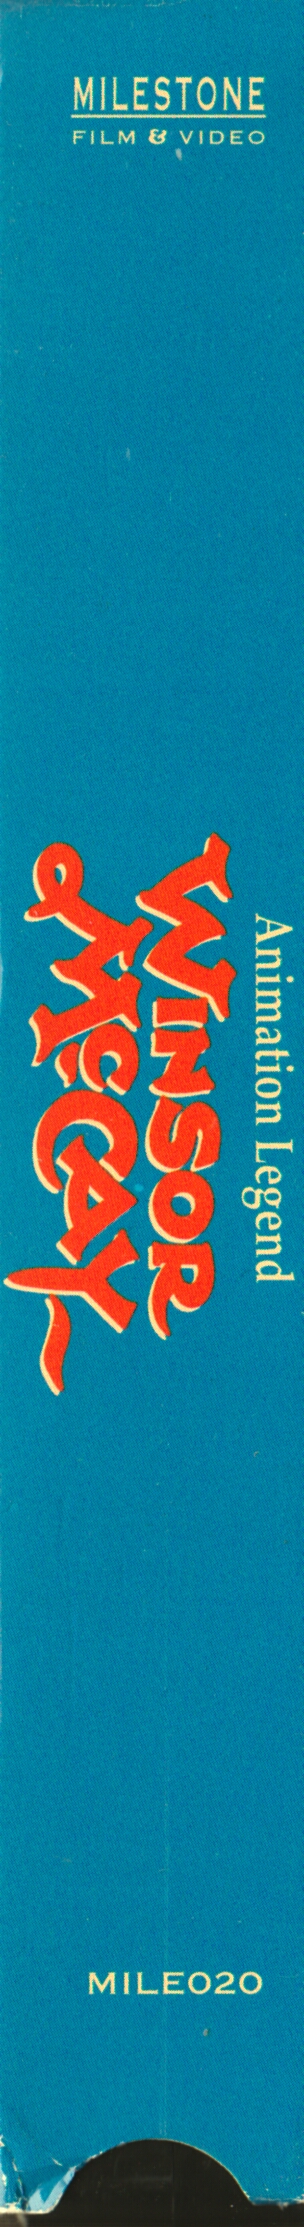 MILESTONE
FILM & VIDEO
Animation Legend
WINSOR
McCAY
MILE020